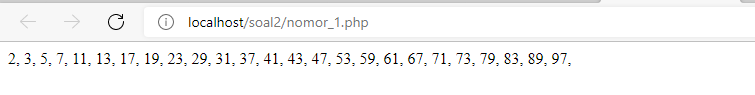 localhost/soal2/nomor_1.php
2, 3, 5, 7, 11, 13, 17, 19, 23, 29, 31, 37, 41, 43, 47, 53, 59, 61, 67, 71, 73, 79, 83, 89, 97,